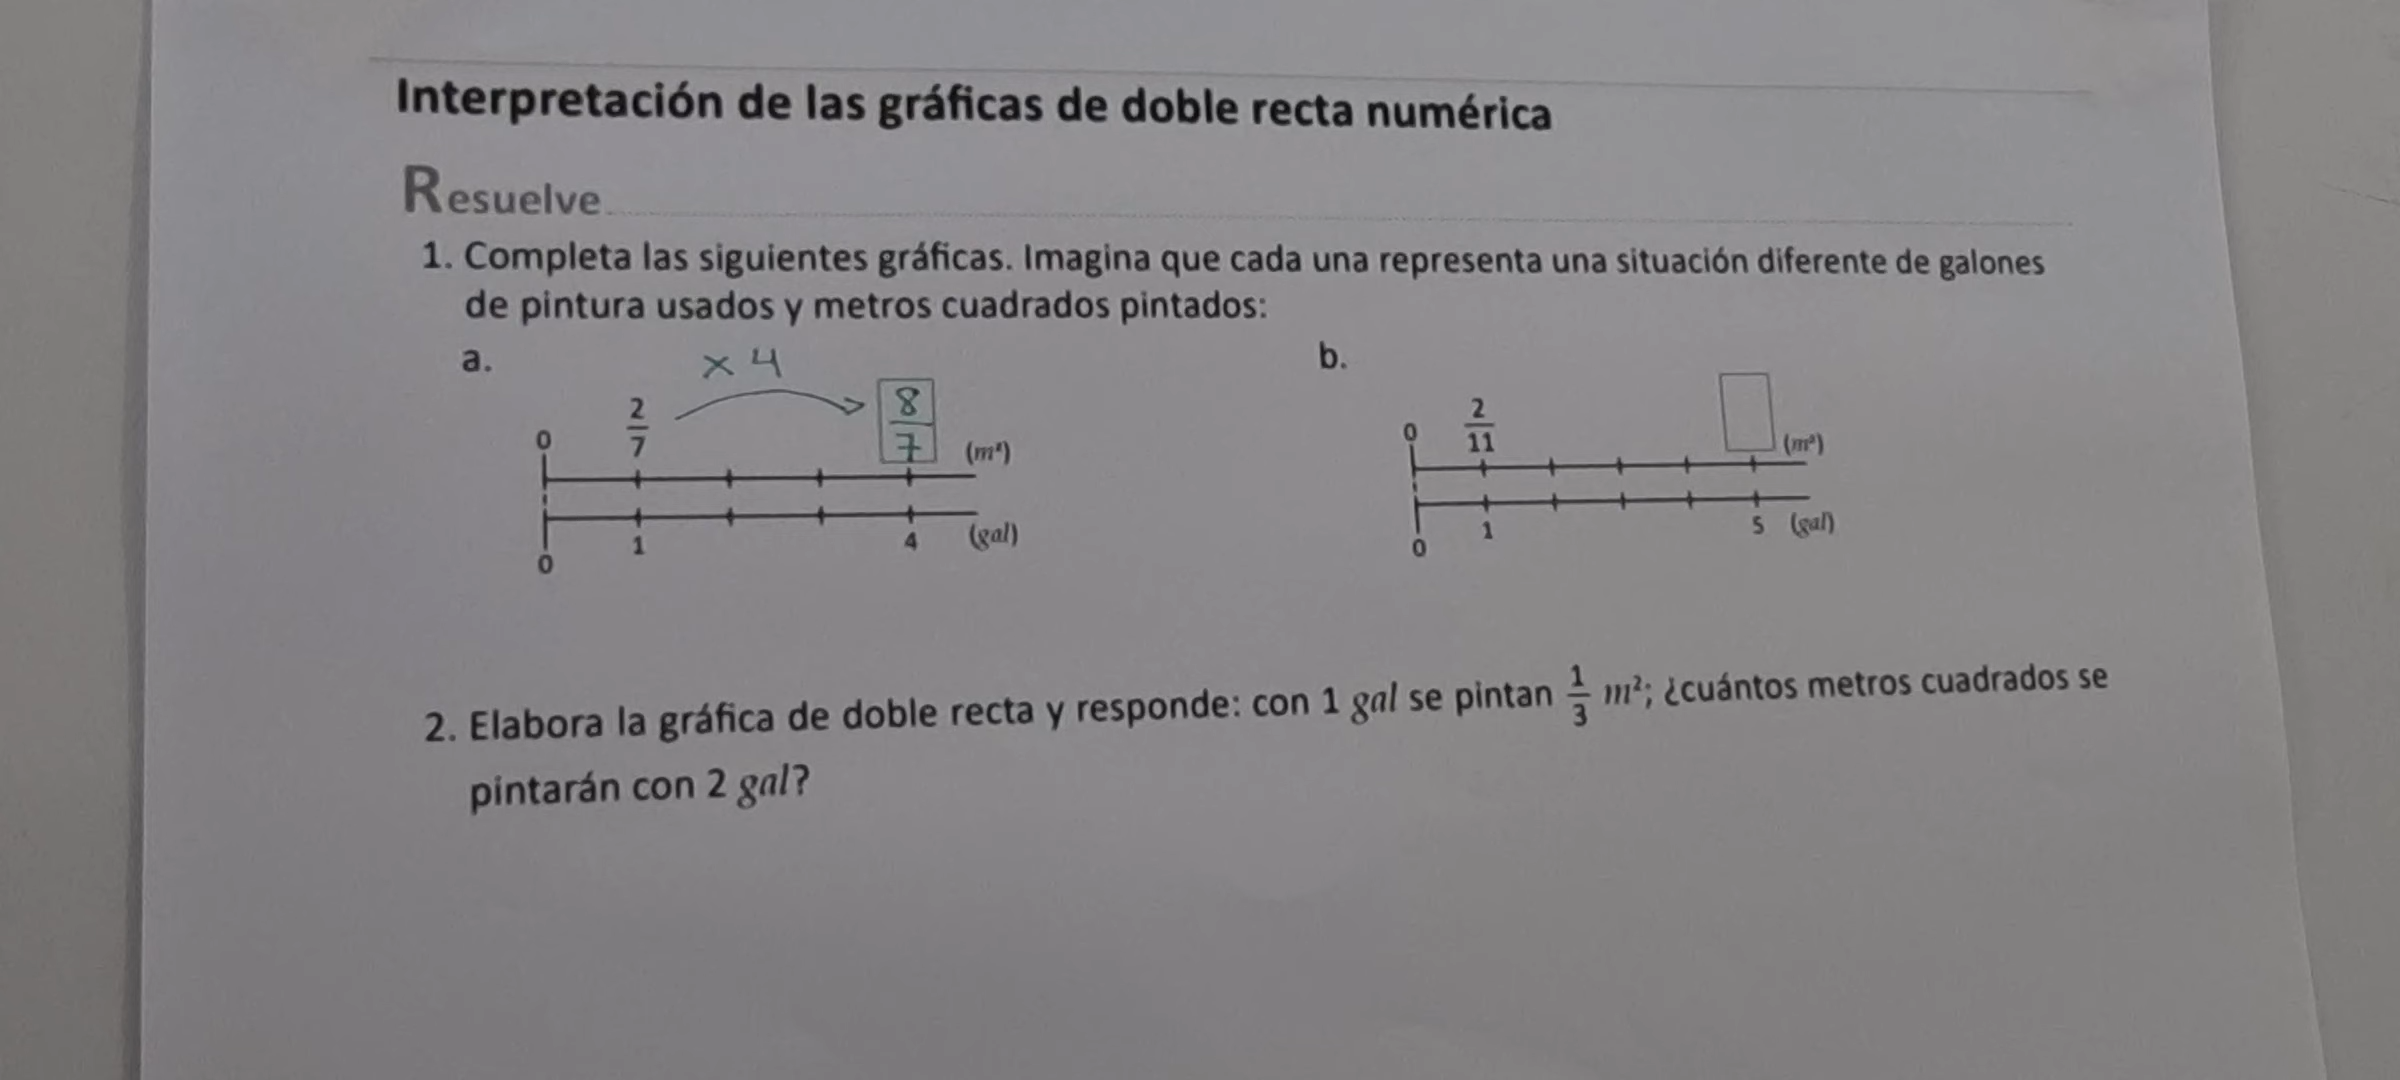 Interpretación de las gráficas de doble recta numérica
Resuelve
1. Completa las siguientes gráficas. Imagina que cada una representa una situación diferente de galones
de pintura usados y metros cuadrados pintados:
a.
× 4
0 2/7 8/7 (m²)
0 1 4 (gal)
b.
0 2/11 (m²)
0 1 5 (gal)
2. Elabora la gráfica de doble recta y responde: con 1 gal se pintan 1/3 m²; ¿cuántos metros cuadrados se
pintarán con 2 gal?